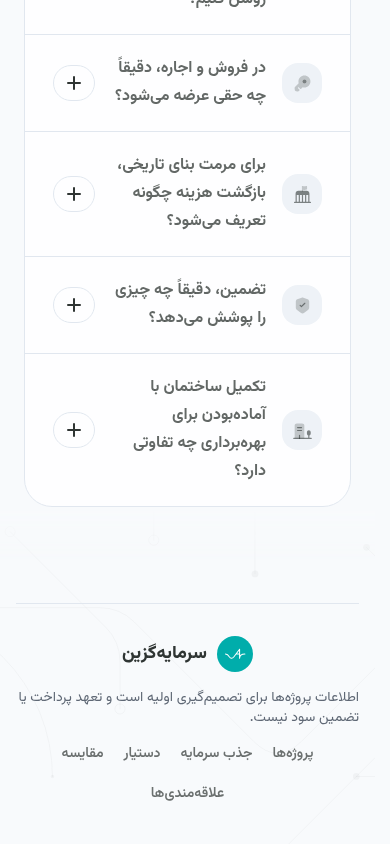 روشن کنیم؟
در فروش و اجاره، دقیقاً
چه حقی عرضه می‌شود؟
برای مرمت بنای تاریخی،
بازگشت هزینه چگونه
تعریف می‌شود؟
تضمین، دقیقاً چه چیزی
را پوشش می‌دهد؟
تکمیل ساختمان با
آماده‌بودن برای
بهره‌برداری چه تفاوتی
دارد؟
سرمایه‌گزین
اطلاعات پروژه‌ها برای تصمیم‌گیری اولیه است و تعهد پرداخت یا
تضمین سود نیست.
پروژه‌ها جذب سرمایه دستیار مقایسه
علاقه‌مندی‌ها